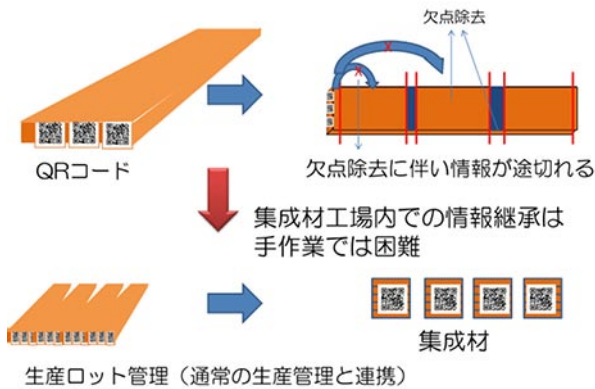 欠点除去
QRコード
欠点除去に伴い情報が途切れる
集成材工場内での情報継承は
手作業では困難
集成材
生産ロット管理（通常の生産管理と連携）